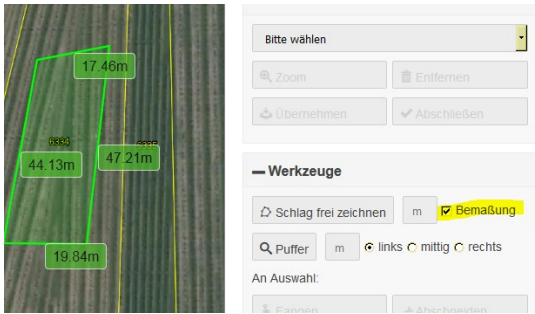 17.46m
6334
44.13m
47.21m
19.84m
Bitte wählen
Zoom
Entfernen
Übernehmen
Abschließen
Werkzeuge
Schlag frei zeichnen
m
Bemaßung
Puffer
m
links
mittig
rechts
An Auswahl:
Fangen
Abschneiden